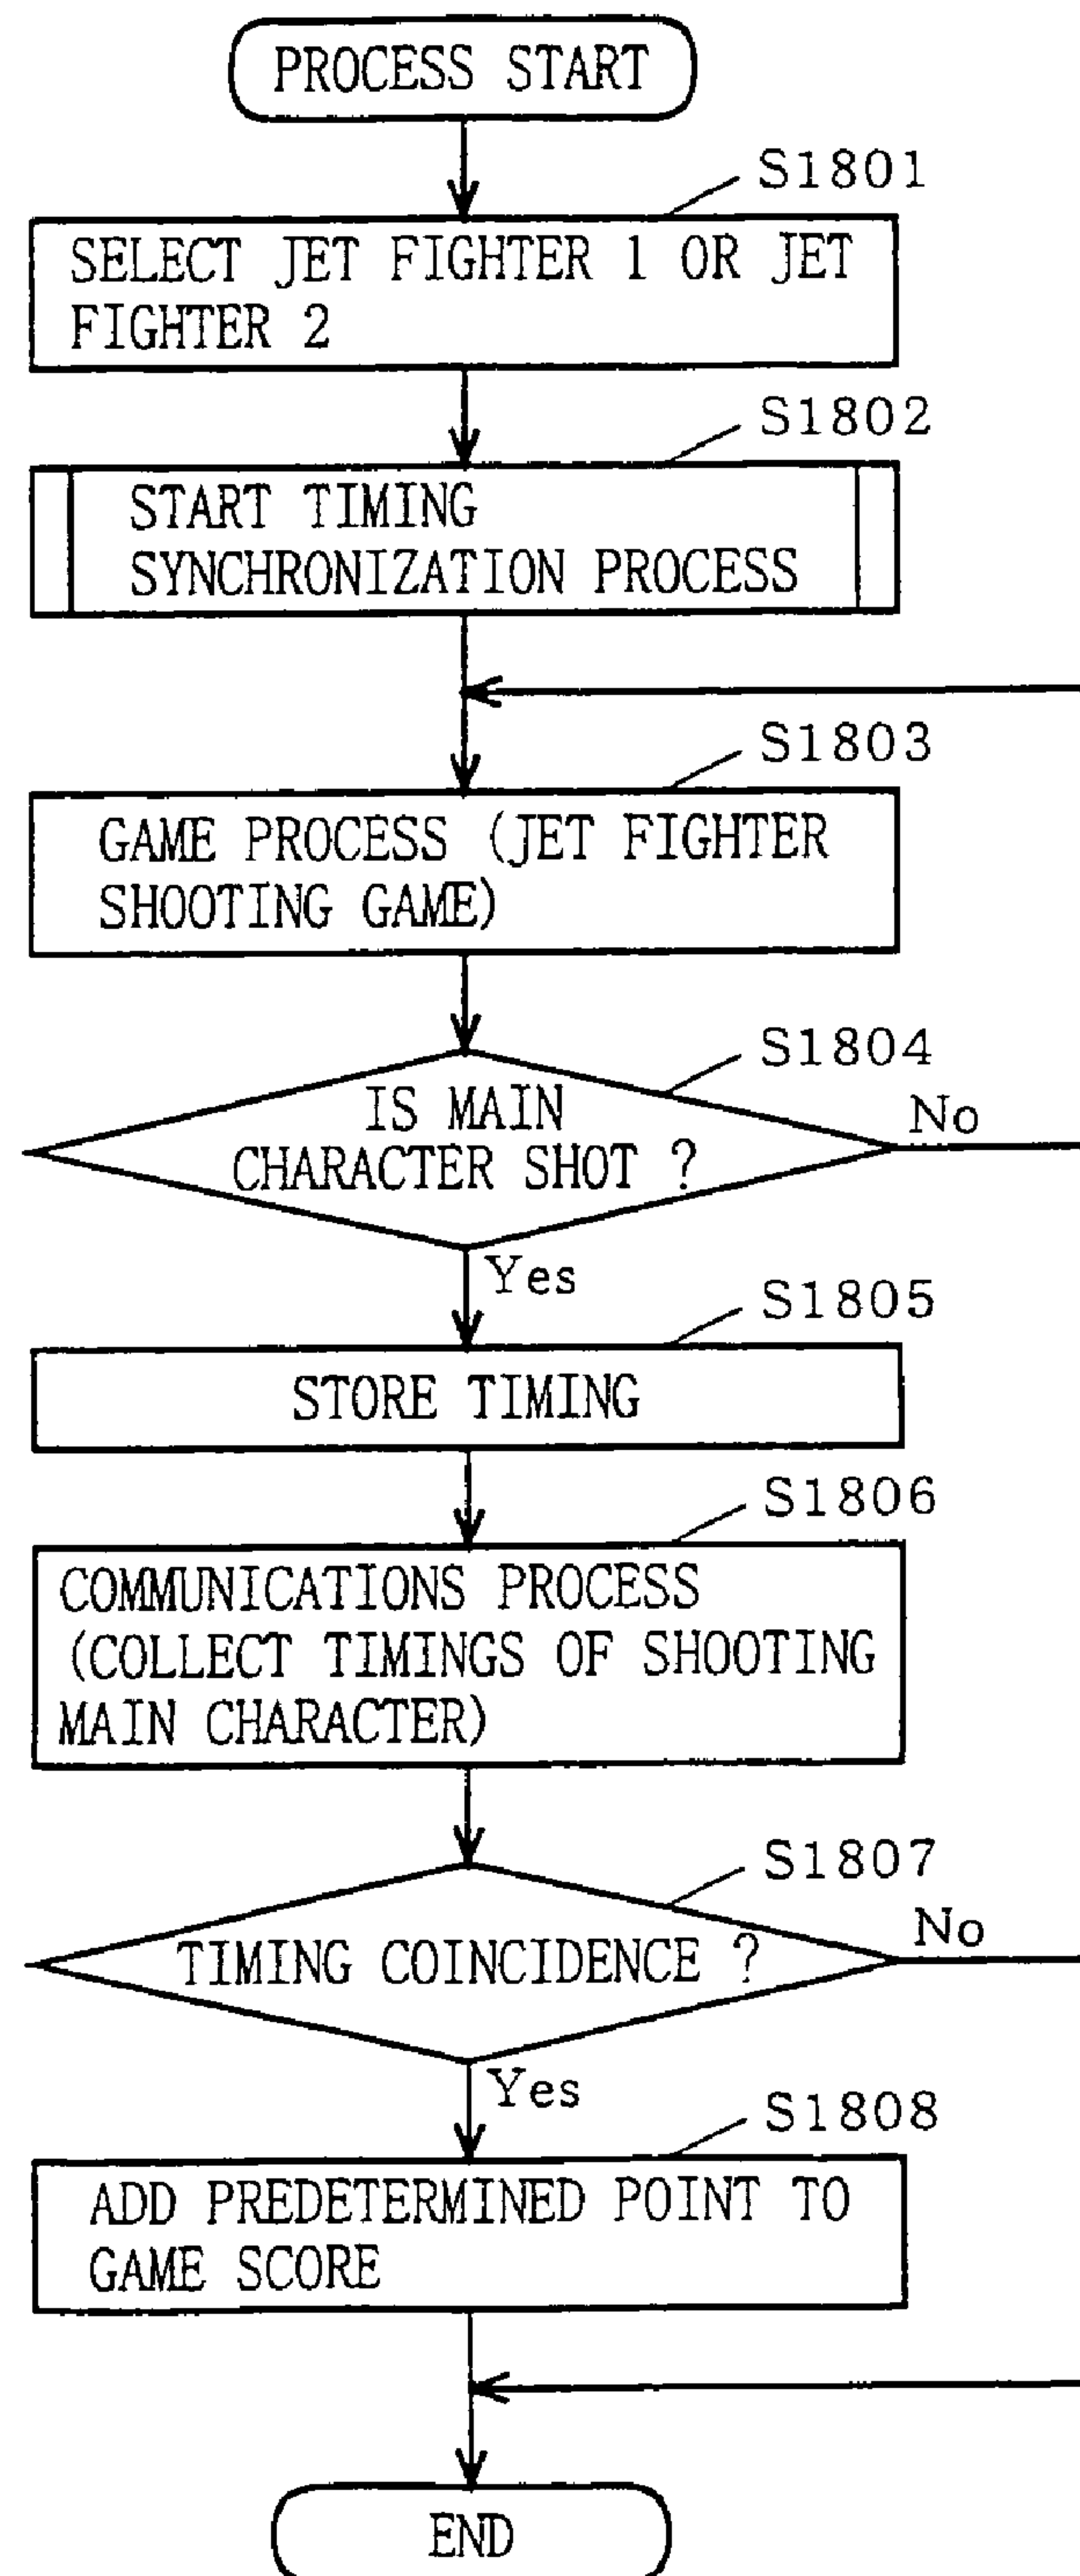 PROCESS START
S1801
SELECT JET FIGHTER 1 OR JET
FIGHTER 2
S1802
START TIMING
SYNCHRONIZATION PROCESS
S1803
GAME PROCESS (JET FIGHTER
SHOOTING GAME)
S1804
IS MAIN
CHARACTER SHOT ?
No
Yes
S1805
STORE TIMING
S1806
COMMUNICATIONS PROCESS
(COLLECT TIMINGS OF SHOOTING
MAIN CHARACTER)
S1807
TIMING COINCIDENCE ?
No
Yes
S1808
ADD PREDETERMINED POINT TO
GAME SCORE
END